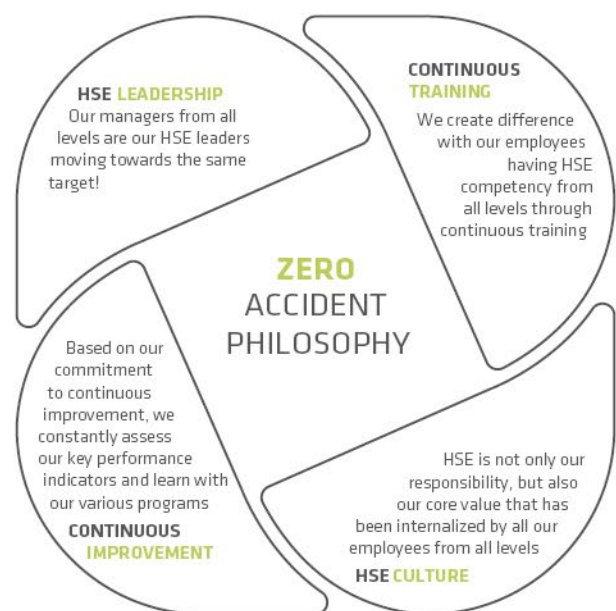 HSE LEADERSHIP
Our managers from all
levels are our HSE leaders
moving towards the same
target!
CONTINUOUS
TRAINING
We create difference
with our employees
having HSE
competency from
all levels through
continuous training
ZERO
ACCIDENT
PHILOSOPHY
Based on our
commitment
to continuous
improvement, we
constantly assess
our key performance
indicators and learn with
our various programs
CONTINUOUS
IMPROVEMENT
HSE is not only our
responsibility, but also
our core value that has
been internalized by all our
employees from all levels
HSE CULTURE